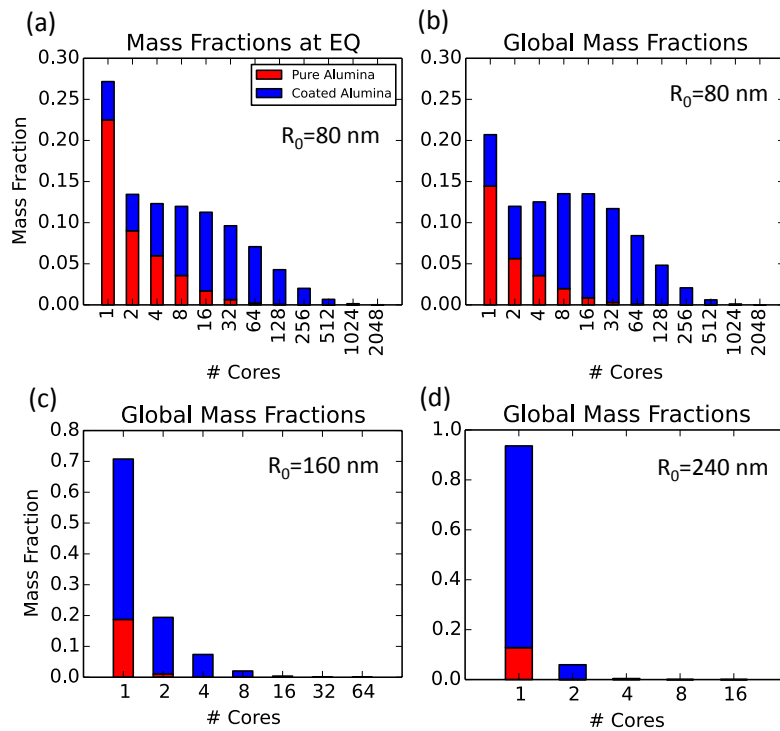 (a)
Mass Fractions at EQ
0.30
0.25
0.20
0.15
0.10
0.05
0.00
Mass Fraction
Pure Alumina
Coated Alumina
R_0=80 nm
1 2 4 8 16 32 64 128 256 512 1024 2048
# Cores
(b)
Global Mass Fractions
0.30
0.25
0.20
0.15
0.10
0.05
0.00
R_0=80 nm
1 2 4 8 16 32 64 128 256 512 1024 2048
# Cores
(c)
Global Mass Fractions
0.8
0.7
0.6
0.5
0.4
0.3
0.2
0.1
0.0
Mass Fraction
R_0=160 nm
1 2 4 8 16 32 64
# Cores
(d)
Global Mass Fractions
1.0
0.8
0.6
0.4
0.2
0.0
R_0=240 nm
1 2 4 8 16
# Cores